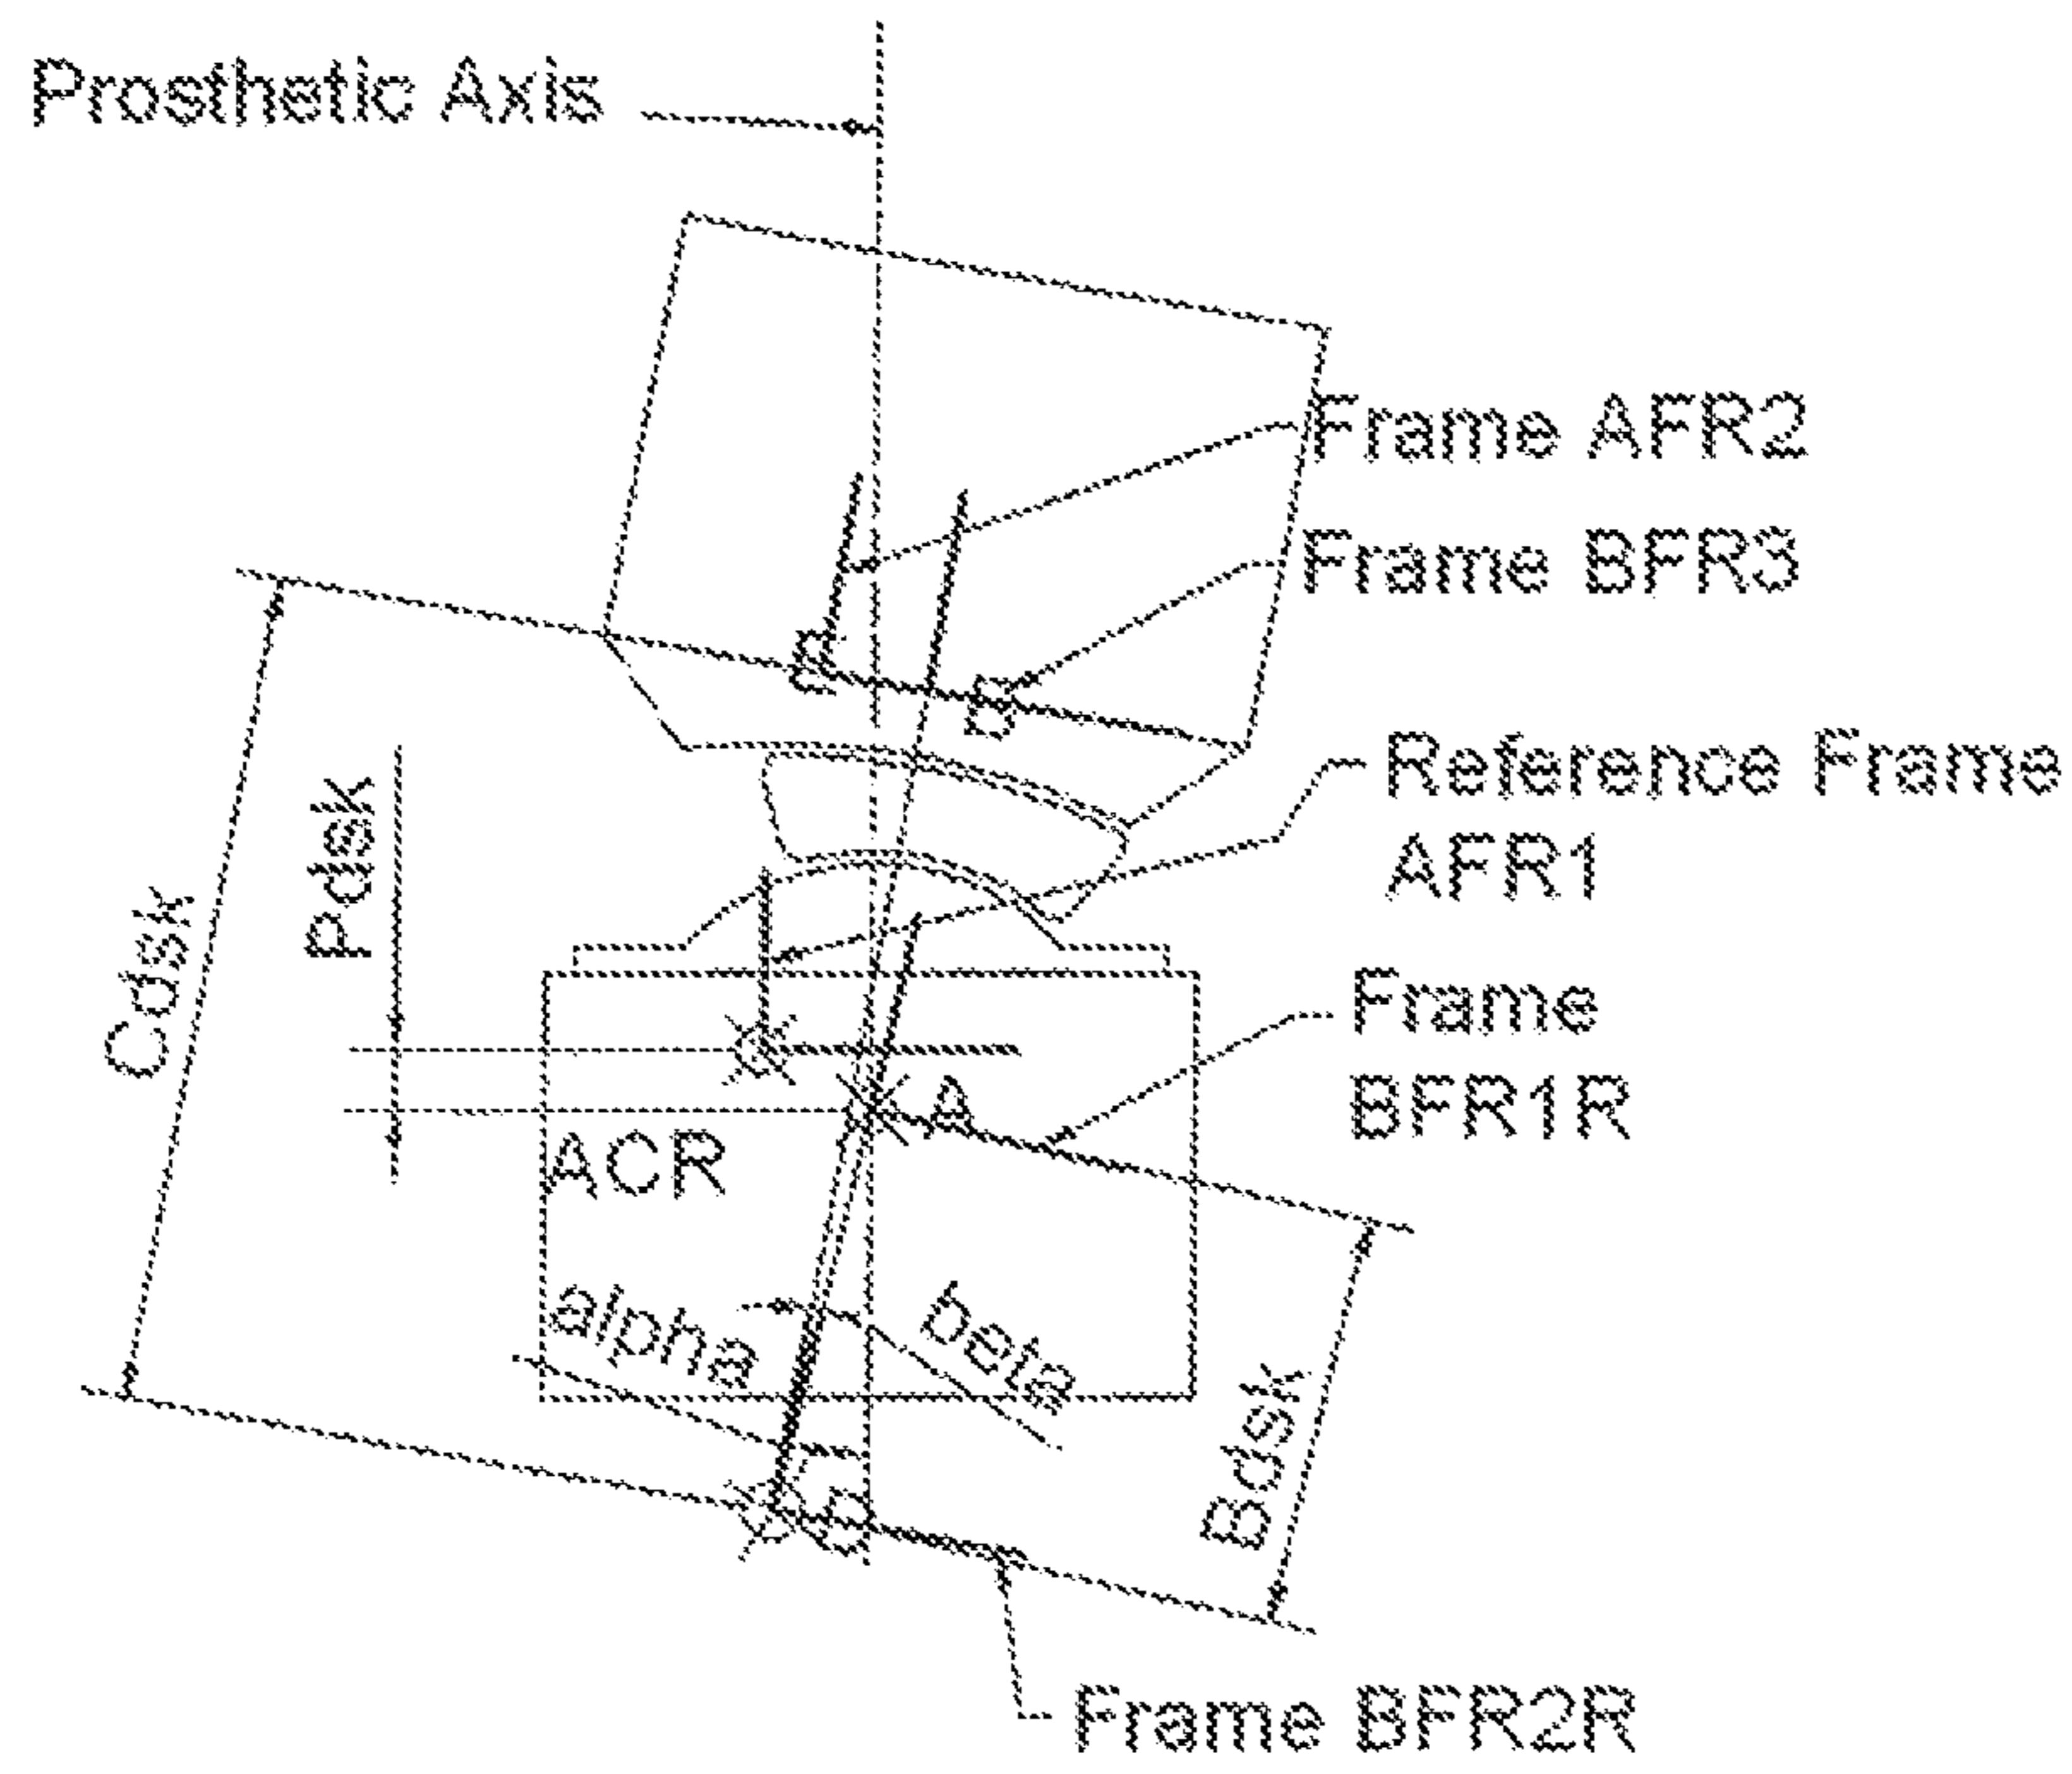 Prosthetic Axis
Frame AFR2
Frame BFR3
Reference Frame
AFR1
Pdsk
Cdsk
Frame
BFR1R
A
ACR
alpha
beta
Bdsk
Frame BFR2R